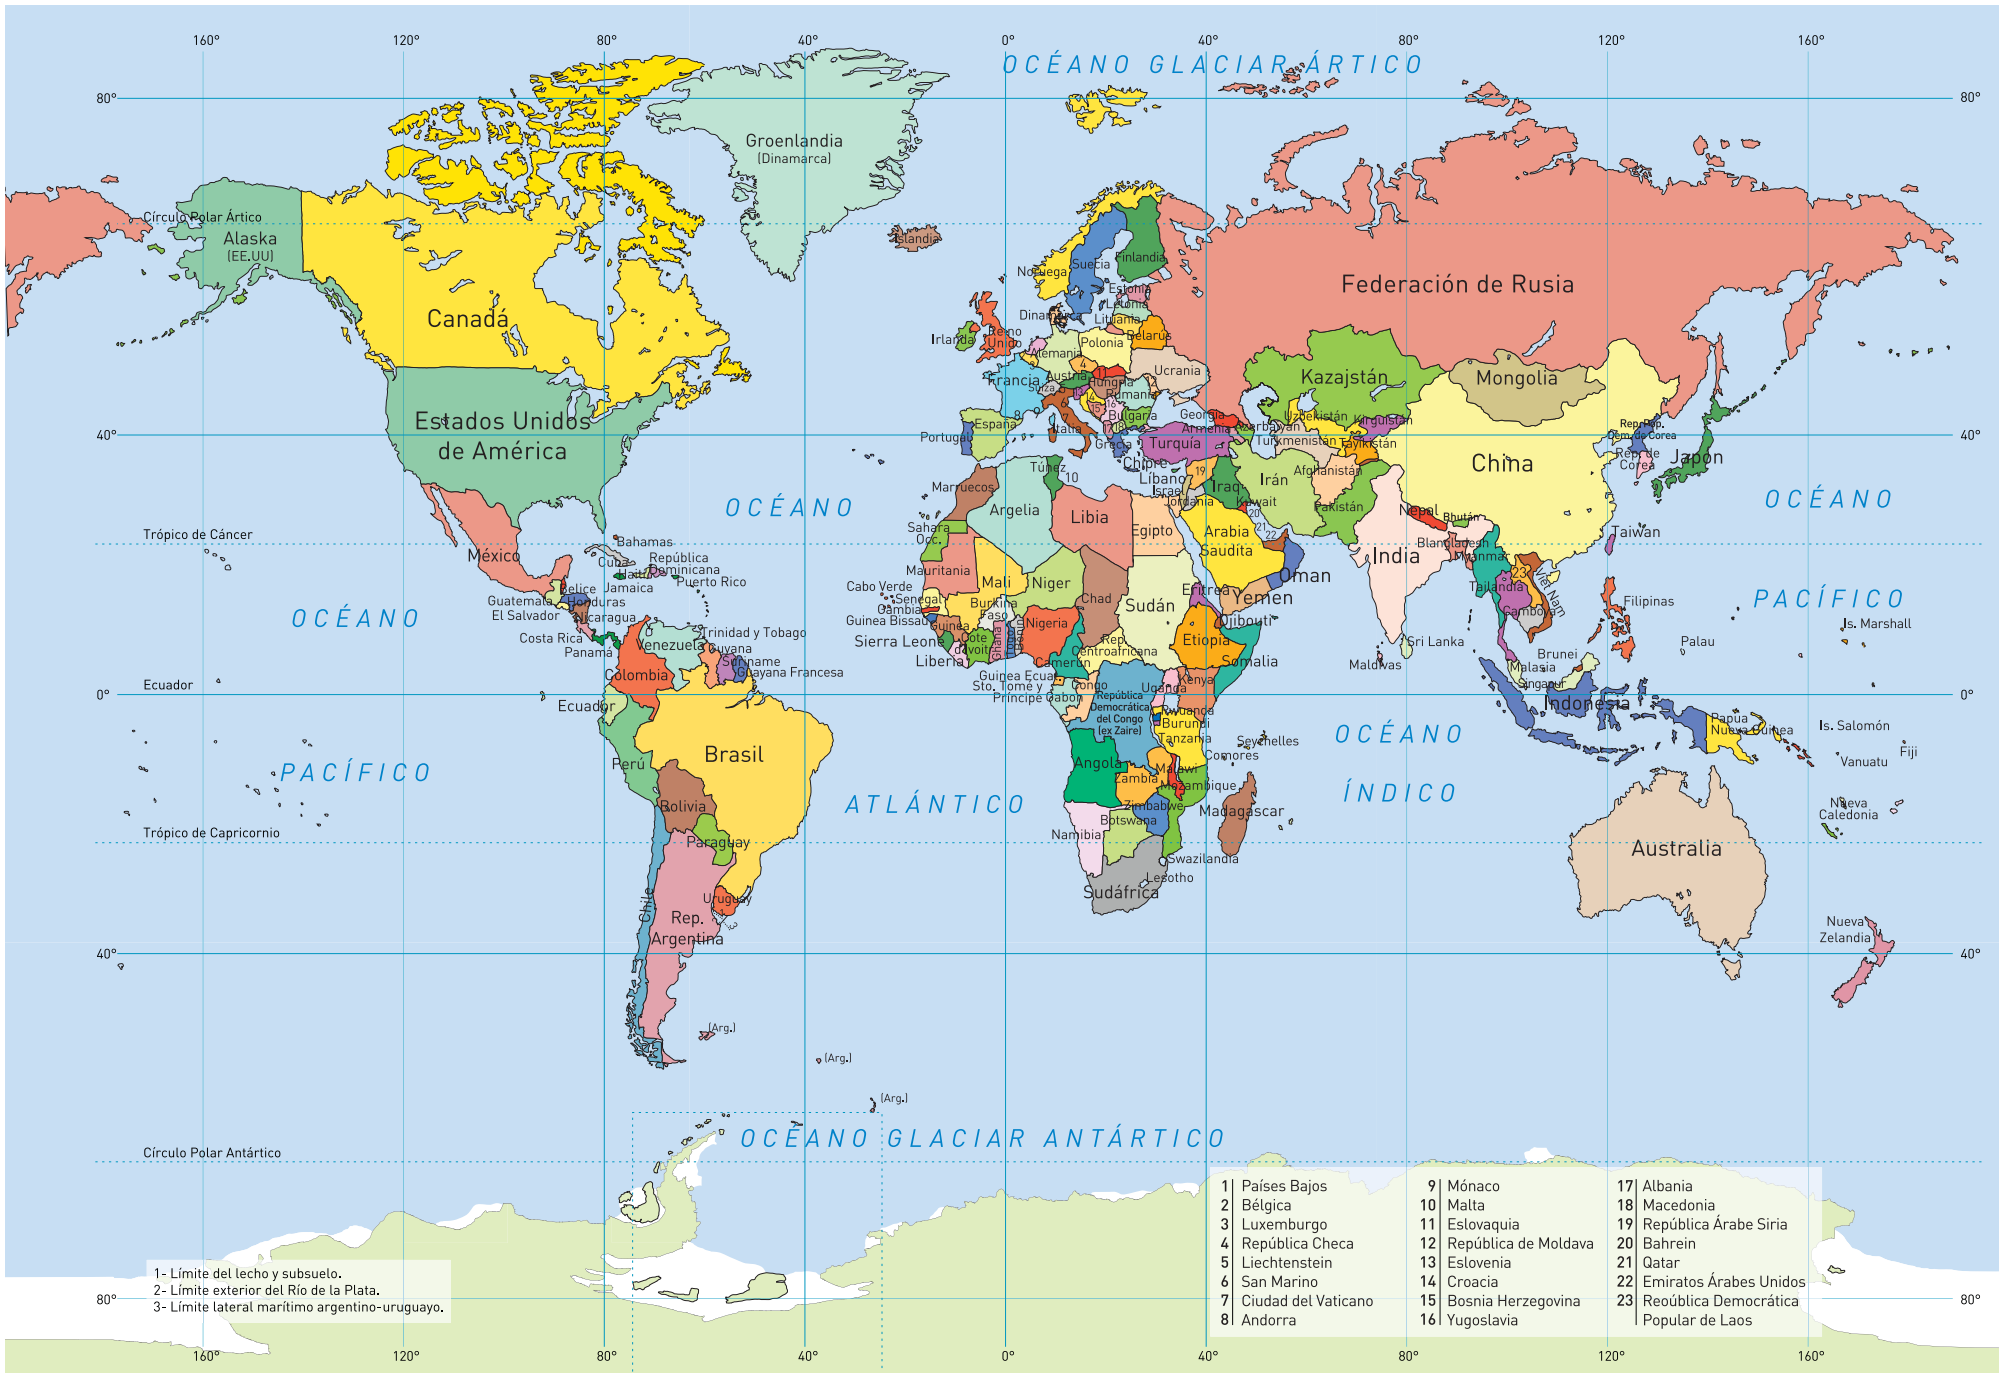 160° 120° 80° 40° 0° 40° 80° 120° 160°
OCÉANO GLACIAR ÁRTICO
80° 80°
Groenlandia
(Dinamarca)
Círculo Polar Ártico
Alaska
(EE.UU)
Islandia
Noruega
Suecia
Finlandia
Federación de Rusia
Canadá
Estonia
Letonia
Lituania
Dinamarca
Belarús
Irlanda
Reino
Unido
Polonia
Alemania
Ucrania
Francia
Austria
Suiza
Hungría
Rumania
Bulgaria
Italia
Grecia
España
Portugal
Kazajstán
Mongolia
Estados Unidos
de América
Georgia
Armenia
Azerbaiyán
Uzbekistán
Kirguistán
Turkmenistán
Tayikistán
Turquía
Rep. Pop.
Dem. de Corea
Rep. de
Corea
Japón
40° 40°
China
Chipre
Líbano
Israel
Jordania
Iraq
Irán
Kuwait
Afganistán
Pakistán
Túnez
10
Marruecos
Argelia
Libia
Egipto
Arabia
Saudita
Nepal
Bhután
Bangladesh
Myanmar
India
Taiwan
OCÉANO
OCÉANO
Trópico de Cáncer
Sahara
Occ.
México
Bahamas
Cuba
República
Dominicana
Haití
Puerto Rico
Jamaica
Belice
Guatemala
Honduras
El Salvador
Nicaragua
Costa Rica
Panamá
Trinidad y Tobago
Venezuela
Guyana
Suriname
Guayana Francesa
Colombia
Cabo Verde
Mauritania
Mali
Niger
Chad
Sudán
Eritrea
Yemen
Oman
Senegal
Gambia
Guinea Bissau
Guinea
Sierra Leone
Liberia
Burkina
Faso
Cote
d'Ivoire
Ghana
Nigeria
Camerún
Rep.
Centroafricana
Djibouti
Etiopía
Somalia
Tailandia
Viet Nam
Camboya
Filipinas
PACÍFICO
Is. Marshall
Palau
Sri Lanka
Maldivas
Brunei
Malasia
Singapur
Indonesia
OCÉANO
Guinea Ecuat.
Sto. Tomé y
Príncipe
Gabon
Congo
República
Democrática
del Congo
(ex Zaire)
Uganda
Kenya
Rwanda
Burundi
Tanzania
Ecuador
0° 0°
Ecuador
Perú
Brasil
Bolivia
PACÍFICO
ATLÁNTICO
Angola
Zambia
Malawi
Mozambique
Zimbabwe
Botswana
Namibia
Seychelles
Comores
Madagascar
OCÉANO
ÍNDICO
Papua
Nueva Guinea
Is. Salomón
Fiji
Vanuatu
Nueva
Caledonia
Trópico de Capricornio
Paraguay
Swazilandia
Lesotho
Sudáfrica
Australia
Chile
Uruguay
Rep.
Argentina
Nueva
Zelandia
40° 40°
(Arg.)
(Arg.)
(Arg.)
OCÉANO GLACIAR ANTÁRTICO
Círculo Polar Antártico
1- Límite del lecho y subsuelo.
2- Límite exterior del Río de la Plata.
3- Límite lateral marítimo argentino-uruguayo.
1 Países Bajos
2 Bélgica
3 Luxemburgo
4 República Checa
5 Liechtenstein
6 San Marino
7 Ciudad del Vaticano
8 Andorra
9 Mónaco
10 Malta
11 Eslovaquia
12 República de Moldava
13 Eslovenia
14 Croacia
15 Bosnia Herzegovina
16 Yugoslavia
17 Albania
18 Macedonia
19 República Árabe Siria
20 Bahrein
21 Qatar
22 Emiratos Árabes Unidos
23 Reoública Democrática
Popular de Laos
80° 80°
160° 120° 80° 40° 0° 40° 80° 120° 160°